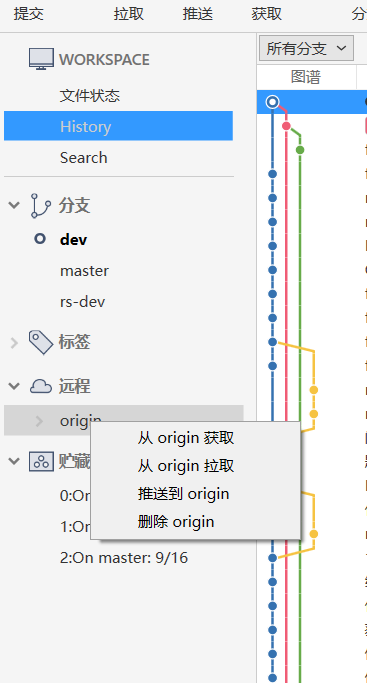 提交 拉取 推送 获取
所有分支
图谱
WORKSPACE
文件状态
History
Search
分支
dev
master
rs-dev
标签
远程
origin
从 origin 获取
从 origin 拉取
推送到 origin
删除 origin
贮藏
0:On
1:On
2:On master: 9/16